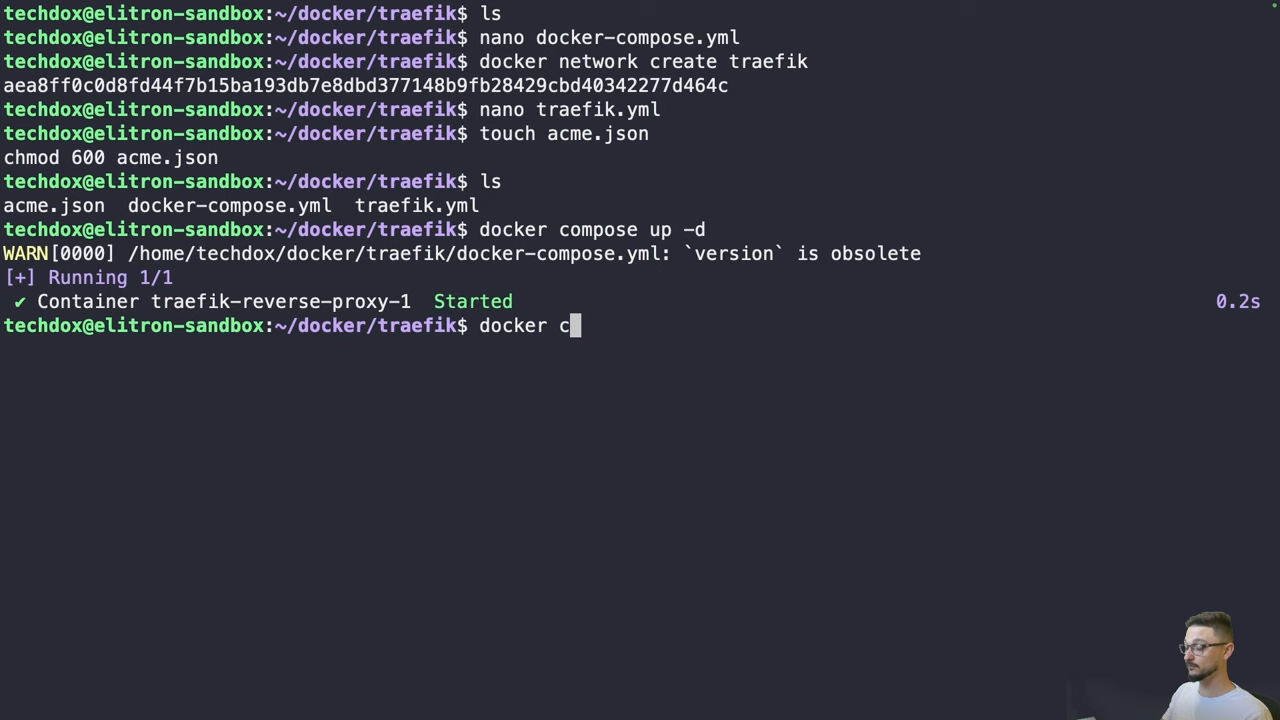 techdox@elitron-sandbox:~/docker/traefik$ ls
techdox@elitron-sandbox:~/docker/traefik$ nano docker-compose.yml
techdox@elitron-sandbox:~/docker/traefik$ docker network create traefik
aea8ff0c0d8fd44f7b15ba193db7e8dbd377148b9fb28429cbd40342277d464c
techdox@elitron-sandbox:~/docker/traefik$ nano traefik.yml
techdox@elitron-sandbox:~/docker/traefik$ touch acme.json
chmod 600 acme.json
techdox@elitron-sandbox:~/docker/traefik$ ls
acme.json  docker-compose.yml  traefik.yml
techdox@elitron-sandbox:~/docker/traefik$ docker compose up -d
WARN[0000] /home/techdox/docker/traefik/docker-compose.yml: `version` is obsolete
[+] Running 1/1
✔ Container traefik-reverse-proxy-1  Started 0.2s
techdox@elitron-sandbox:~/docker/traefik$ docker c